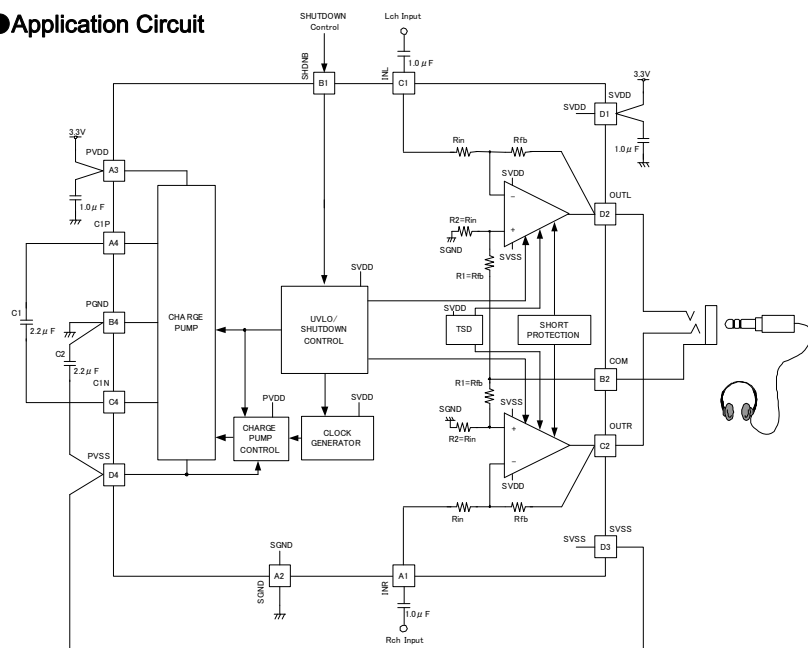 ●Application Circuit
SHUTDOWN
Control
Lch Input
1.0μF
SHDNB
B1
INL
C1
3.3V
SVDD
SVDD
D1
1.0μF
3.3V
PVDD
A3
1.0μF
Rin
Rfb
SVDD
−
+
R2=Rin
SGND
SVSS
R1=Rfb
OUTL
D2
C1P
A4
C1
2.2μF
PGND
B4
C2
2.2μF
C1N
C4
PVSS
D4
CHARGE
PUMP
SVDD
UVLO/
SHUTDOWN
CONTROL
SVDD
TSD
SHORT
PROTECTION
COM
B2
R1=Rfb
SGND
R2=Rin
SVSS
+
−
SVDD
OUTR
C2
PVDD
CHARGE
PUMP
CONTROL
SVDD
CLOCK
GENERATOR
Rin
Rfb
SVSS
SVSS
D3
SGND
A2
SGND
INR
A1
1.0μF
Rch Input